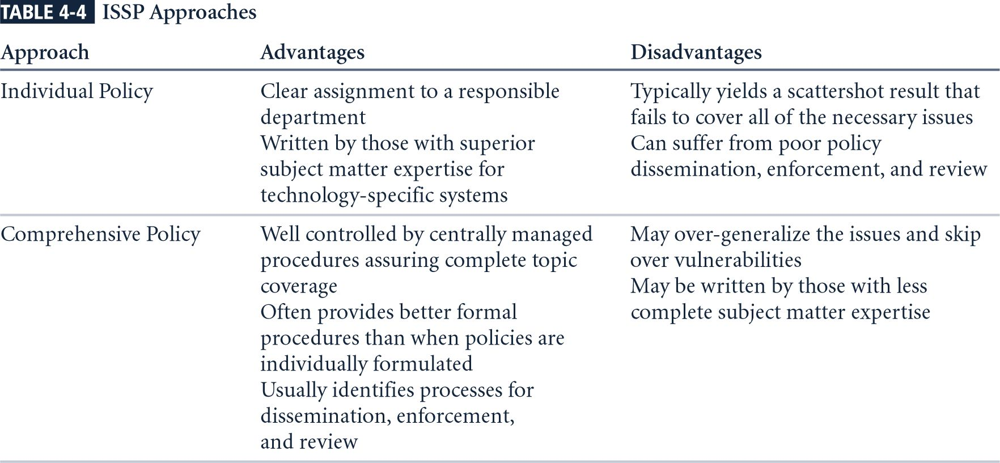 TABLE 4-4 ISSP Approaches
Approach Advantages Disadvantages
Individual Policy
Clear assignment to a responsible
department
Written by those with superior
subject matter expertise for
technology-specific systems
Typically yields a scattershot result that
fails to cover all of the necessary issues
Can suffer from poor policy
dissemination, enforcement, and review
Comprehensive Policy
Well controlled by centrally managed
procedures assuring complete topic
coverage
Often provides better formal
procedures than when policies are
individually formulated
Usually identifies processes for
dissemination, enforcement,
and review
May over-generalize the issues and skip
over vulnerabilities
May be written by those with less
complete subject matter expertise